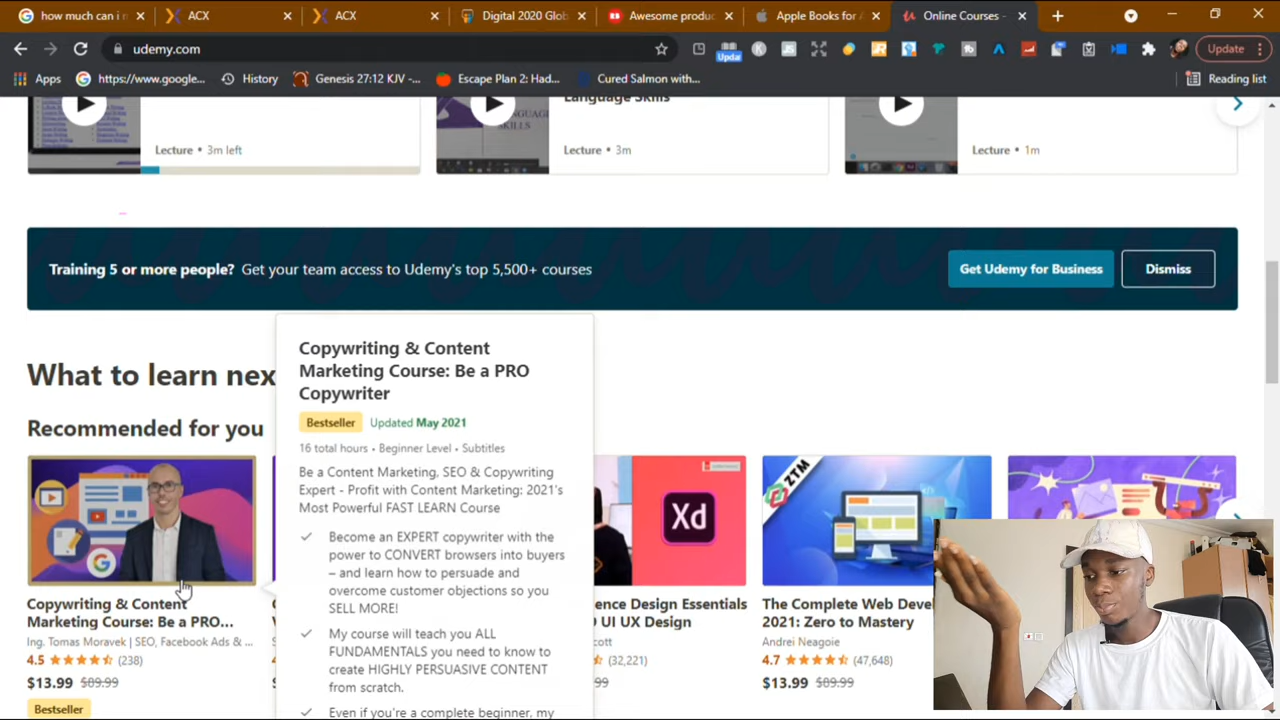 how much can i n
ACX
ACX
Digital 2020 Glob
Awesome produc
Apple Books for A
Online Courses -
udemy.com
Updat
Update
Apps
https://www.google...
History
Genesis 27:12 KJV -...
Escape Plan 2: Had...
Cured Salmon with...
Reading list
Language Skills
LANGUAGE
SKILLS
Lecture • 3m left
Lecture • 3m
Lecture • 1m
Training 5 or more people? Get your team access to Udemy's top 5,500+ courses
Get Udemy for Business
Dismiss
What to learn nex
Recommended for you
Copywriting & Content
Marketing Course: Be a PRO
Copywriter
Bestseller
Updated May 2021
16 total hours • Beginner Level • Subtitles
Be a Content Marketing, SEO & Copywriting
Expert - Profit with Content Marketing: 2021's
Most Powerful FAST LEARN Course
Become an EXPERT copywriter with the
power to CONVERT browsers into buyers
– and learn how to persuade and
overcome customer objections so you
SELL MORE!
My course will teach you ALL
FUNDAMENTALS you need to know to
create HIGHLY PERSUASIVE CONTENT
from scratch.
Even if you're a complete beginner, my
Copywriting & Content
Marketing Course: Be a PRO...
Ing. Tomas Moravek | SEO, Facebook Ads & ...
4.5
(238)
$13.99 $89.99
Bestseller
Xd
ence Design Essentials
UI UX Design
cott
(32,221)
99
ZTM
The Complete Web Deve
2021: Zero to Mastery
Andrei Neagoie
4.7
(47,648)
$13.99 $89.99